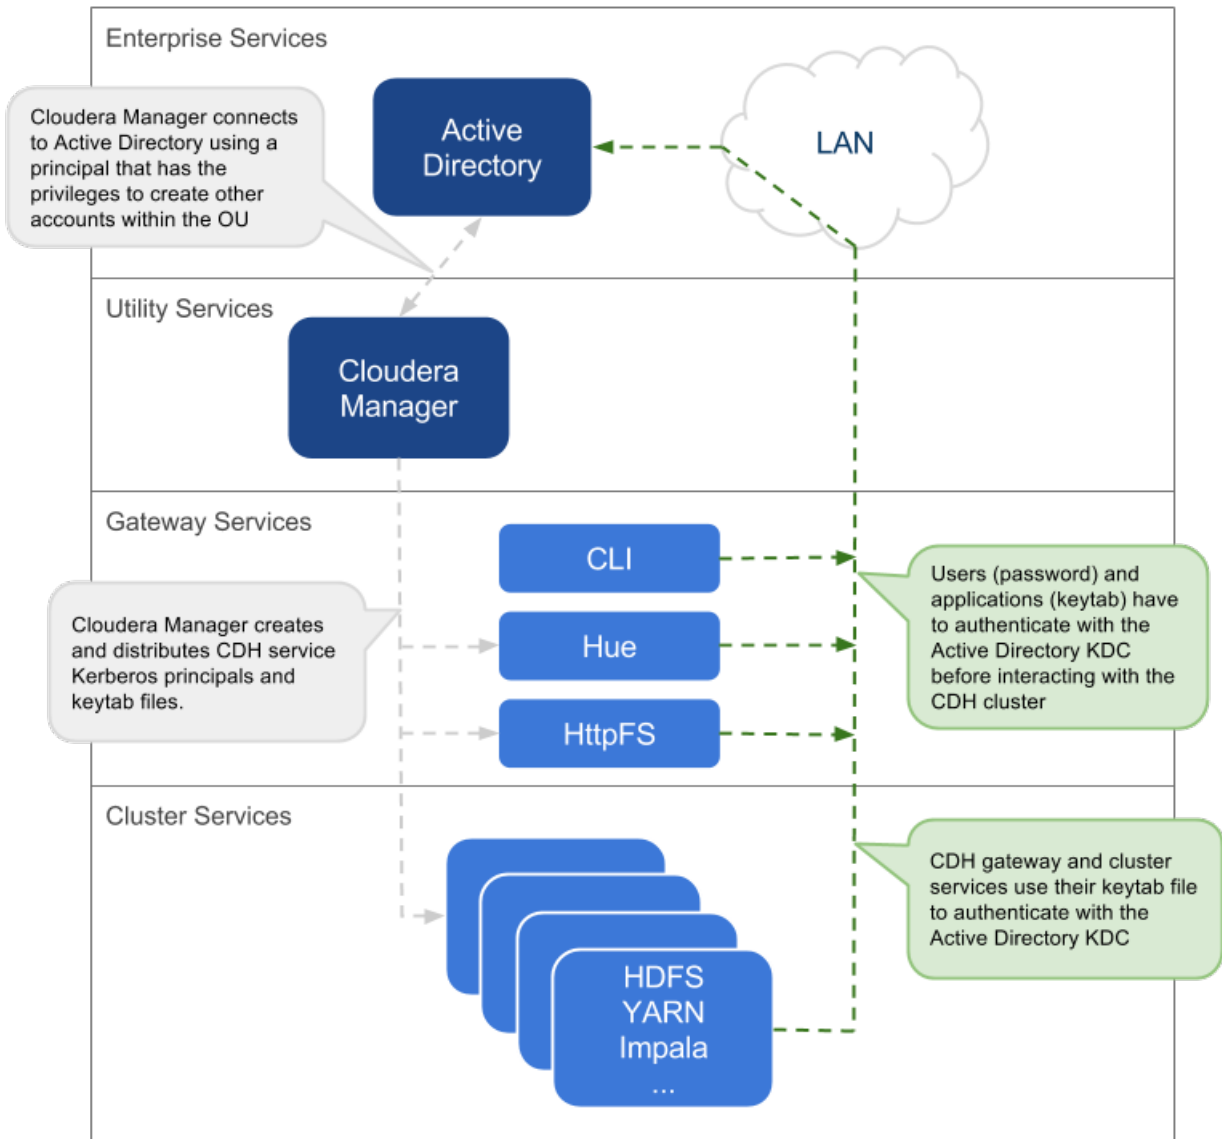 Enterprise Services
Cloudera Manager connects
to Active Directory using a
principal that has the
privileges to create other
accounts within the OU
Active
Directory
LAN
Utility Services
Cloudera
Manager
Gateway Services
CLI
Hue
HttpFS
Cloudera Manager creates
and distributes CDH service
Kerberos principals and
keytab files.
Users (password) and
applications (keytab) have
to authenticate with the
Active Directory KDC
before interacting with the
CDH cluster
Cluster Services
HDFS
YARN
Impala
...
CDH gateway and cluster
services use their keytab file
to authenticate with the
Active Directory KDC